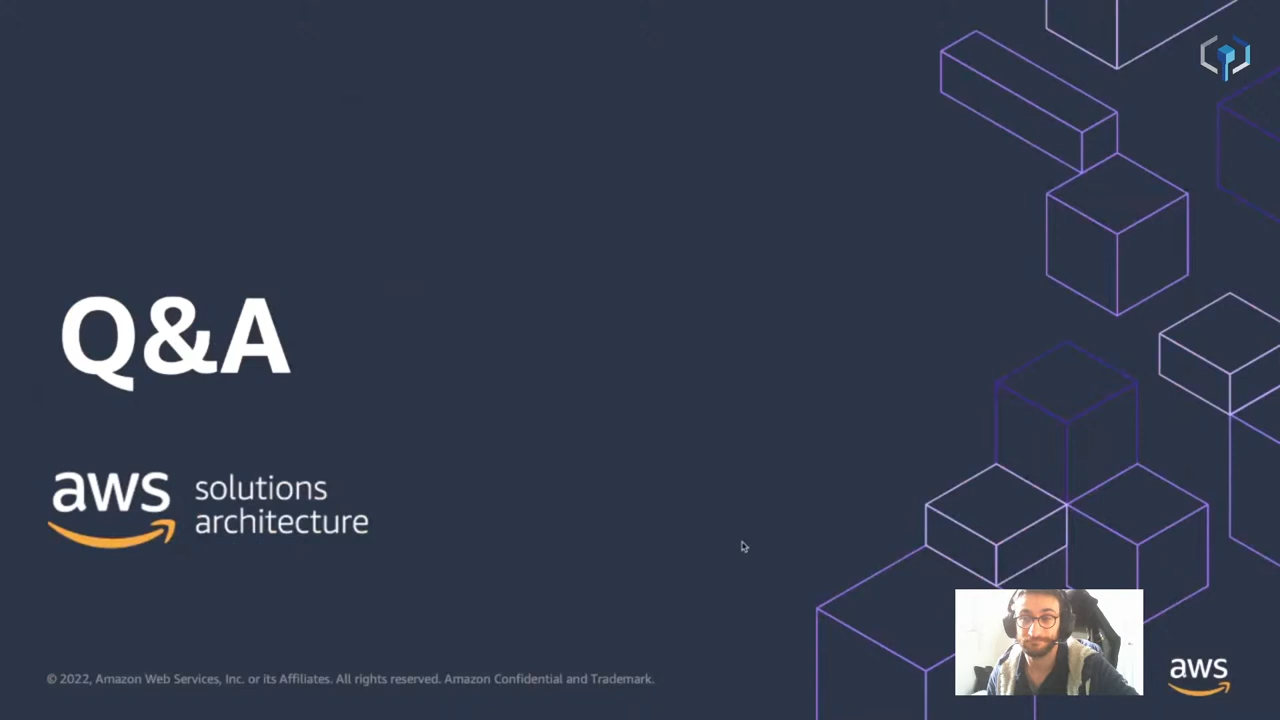 Q&A
aws
solutions
architecture
© 2022, Amazon Web Services, Inc. or its Affiliates. All rights reserved. Amazon Confidential and Trademark.
aws